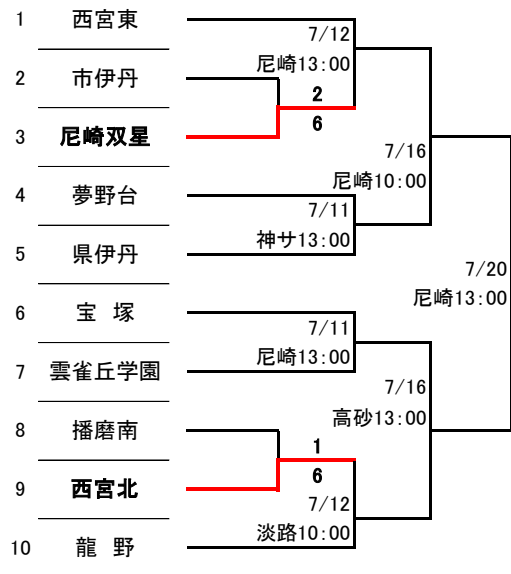 1 西宮東
7/12
尼崎13:00
2 市伊丹
2
6
3 尼崎双星
7/16
尼崎10:00
4 夢野台
7/11
神サ13:00
5 県伊丹
7/20
尼崎13:00
6 宝 塚
7/11
尼崎13:00
7 雲雀丘学園
7/16
高砂13:00
8 播磨南
1
6
9 西宮北
7/12
淡路10:00
10 龍 野